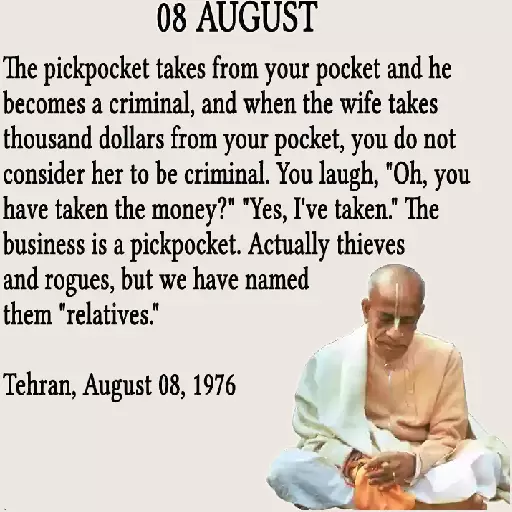 08 AUGUST
The pickpocket takes from your pocket and he
becomes a criminal, and when the wife takes
thousand dollars from your pocket, you do not
consider her to be criminal. You laugh, "Oh, you
have taken the money?" "Yes, I've taken." The
business is a pickpocket. Actually thieves
and rogues, but we have named
them "relatives."
Tehran, August 08, 1976